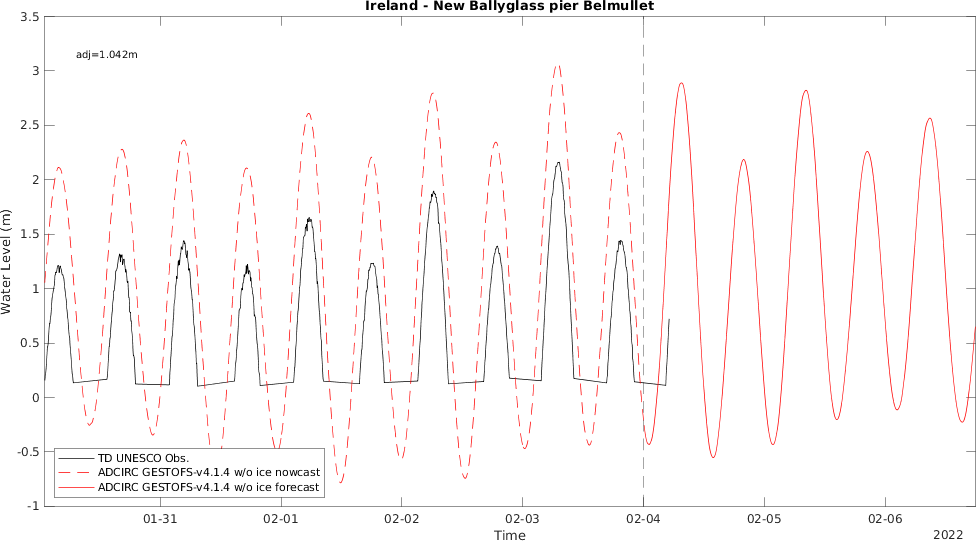 Ireland - New Ballyglass pier Belmullet
adj=1.042m
3.5
3
2.5
2
1.5
1
0.5
0
-0.5
-1
Water Level (m)
TD UNESCO Obs.
ADCIRC GESTOFS-v4.1.4 w/o ice nowcast
ADCIRC GESTOFS-v4.1.4 w/o ice forecast
01-31 02-01 02-02 02-03 02-04 02-05 02-06
Time
2022